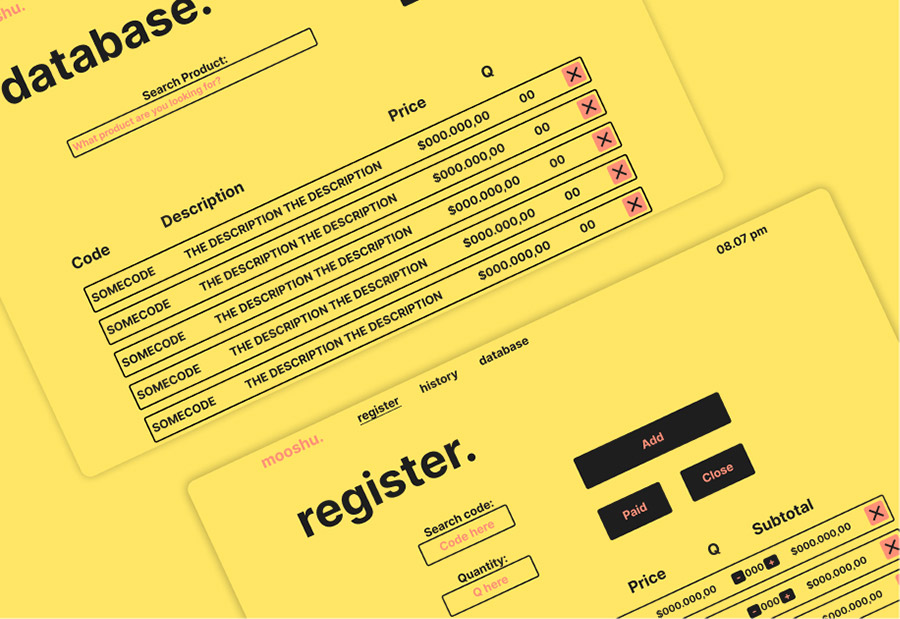 mooshu.
database.
Search Product:
What product are you looking for?
Code Description Price Q
SOMECODE THE DESCRIPTION THE DESCRIPTION $000.000,00 00
SOMECODE THE DESCRIPTION THE DESCRIPTION $000.000,00 00
SOMECODE THE DESCRIPTION THE DESCRIPTION $000.000,00 00
SOMECODE THE DESCRIPTION THE DESCRIPTION $000.000,00 00
SOMECODE THE DESCRIPTION THE DESCRIPTION $000.000,00 00
mooshu. register history database 08.07 pm
register.
Search code:
Code here
Quantity:
Q here
Add
Paid Close
Price Q Subtotal
$000.000,00 - 000 + $000.000,00
$000.000,00 - 000 + $000.000,00
$000.000,00